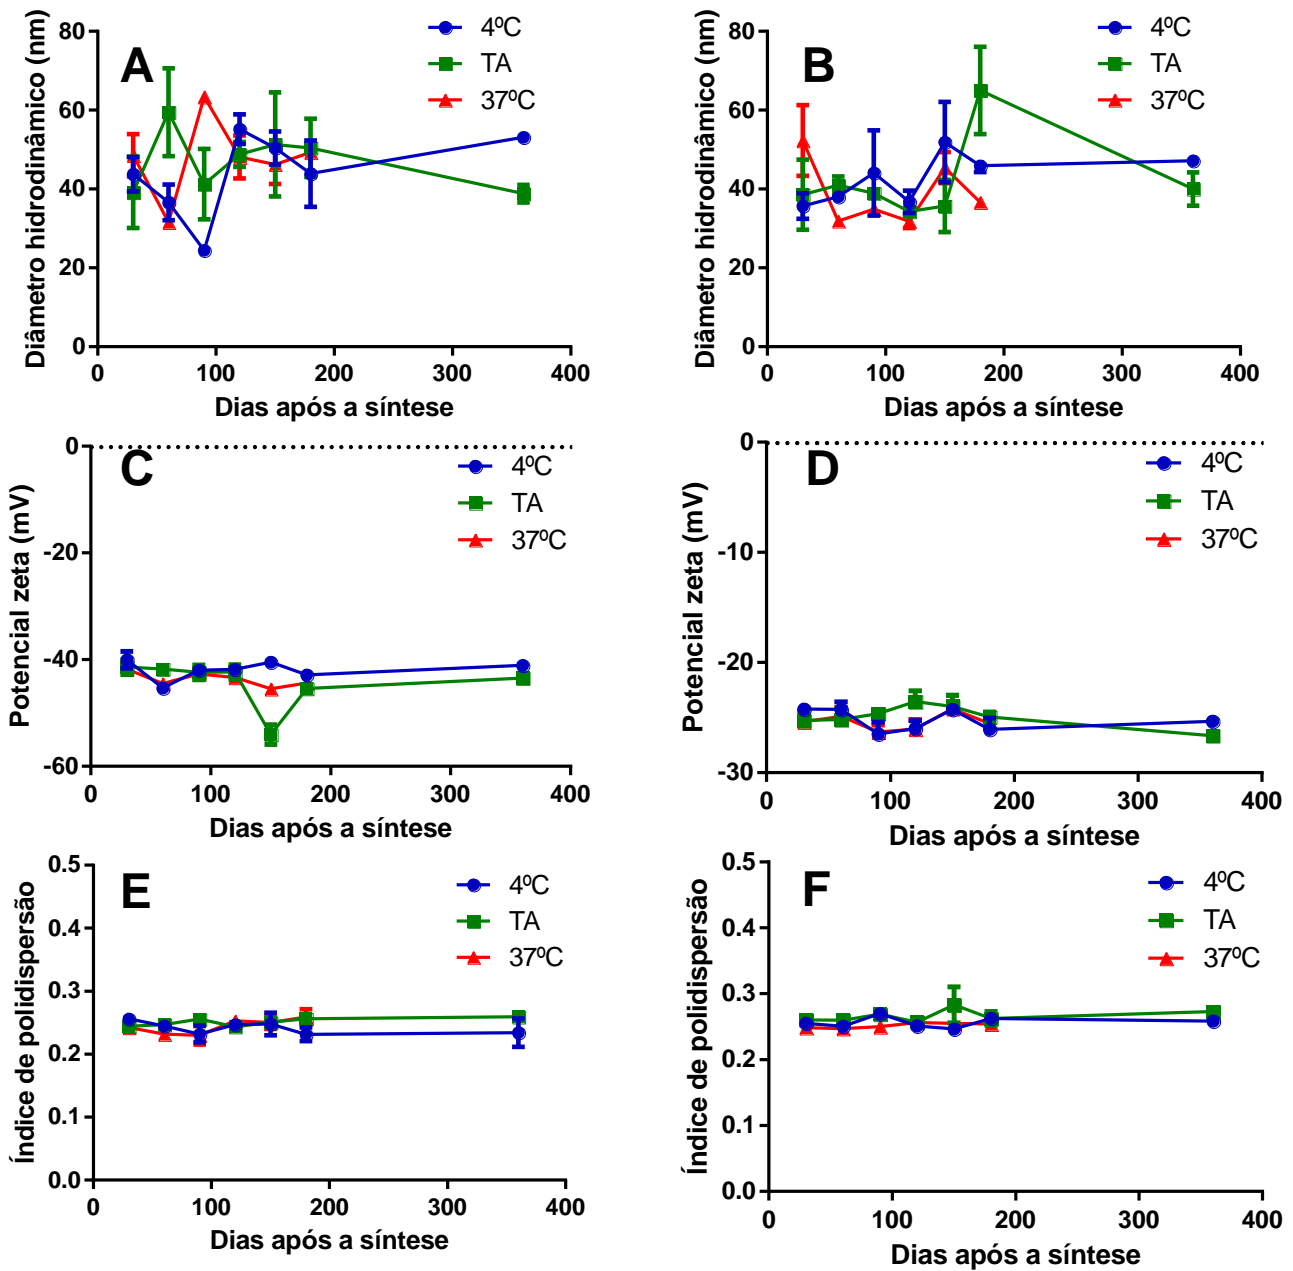 A
4ºC
TA
37ºC
Diâmetro hidrodinâmico (nm)
80
60
40
20
0
0 100 200 300 400
Dias após a síntese
B
4ºC
TA
37ºC
Diâmetro hidrodinâmico (nm)
80
60
40
20
0
0 100 200 300 400
Dias após a síntese
C
4ºC
TA
37ºC
Potencial zeta (mV)
0
-20
-40
-60
0 100 200 300 400
Dias após a síntese
D
4ºC
TA
37ºC
Potencial zeta (mV)
0
-10
-20
-30
0 100 200 300 400
Dias após a síntese
E
4ºC
TA
37ºC
Índice de polidispersão
0.5
0.4
0.3
0.2
0.1
0.0
0 100 200 300 400
Dias após a síntese
F
4ºC
TA
37ºC
Índice de polidispersão
0.5
0.4
0.3
0.2
0.1
0.0
0 100 200 300 400
Dias após a síntese